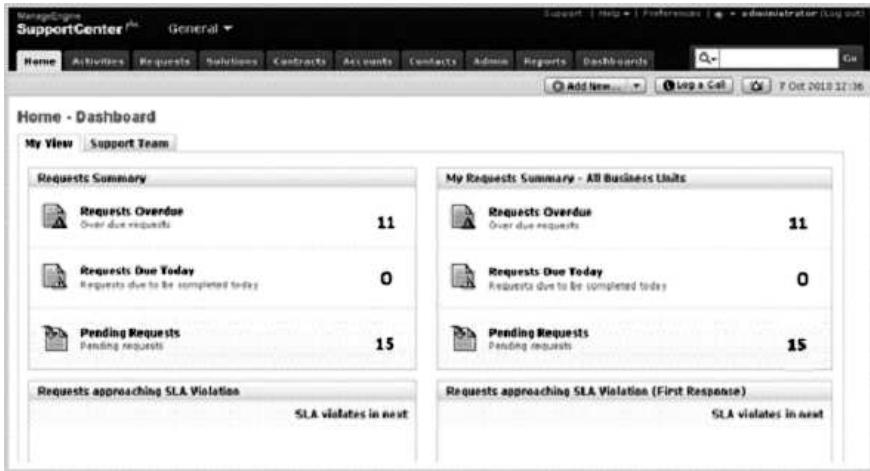 ManageEngine
SupportCenter plus General
Support | Help | Preferences | administrator (Log out)
Home Activities Requests Solutions Contracts Accounts Contacts Admin Reports Dashboards Go
Add New... Log a Call 7 Oct 2010 12:36
Home - Dashboard
My View Support Team
Requests Summary
Requests Overdue 11
Over due requests
Requests Due Today 0
Requests due to be completed today
Pending Requests 15
Pending requests
My Requests Summary - All Business Units
Requests Overdue 11
Over due requests
Requests Due Today 0
Requests due to be completed today
Pending Requests 15
Pending requests
Requests approaching SLA Violation
SLA violates in next
Requests approaching SLA Violation (First Response)
SLA violates in next